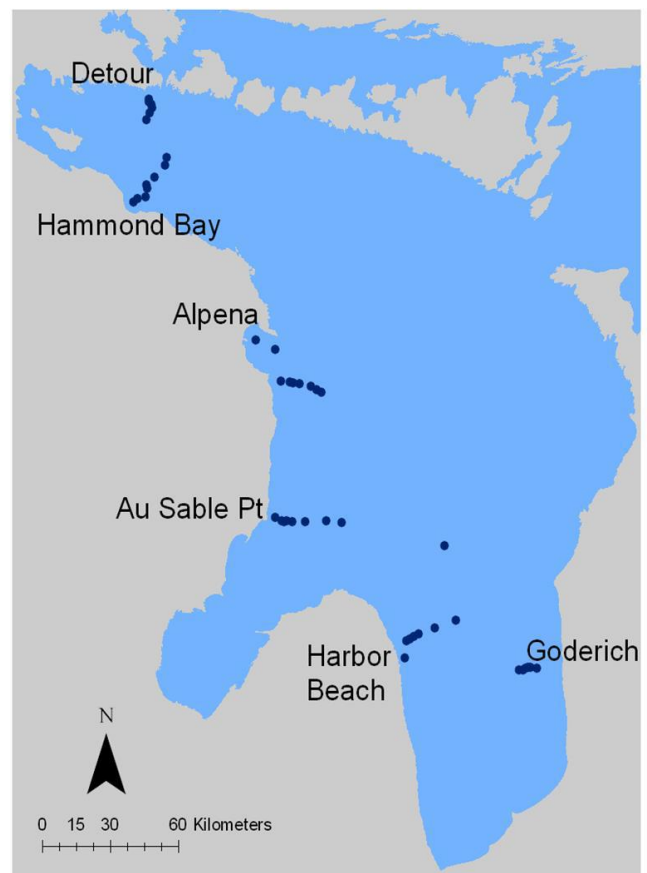 Detour
Hammond Bay
Alpena
Au Sable Pt
Harbor
Beach
Goderich
N
0 15 30 60 Kilometers